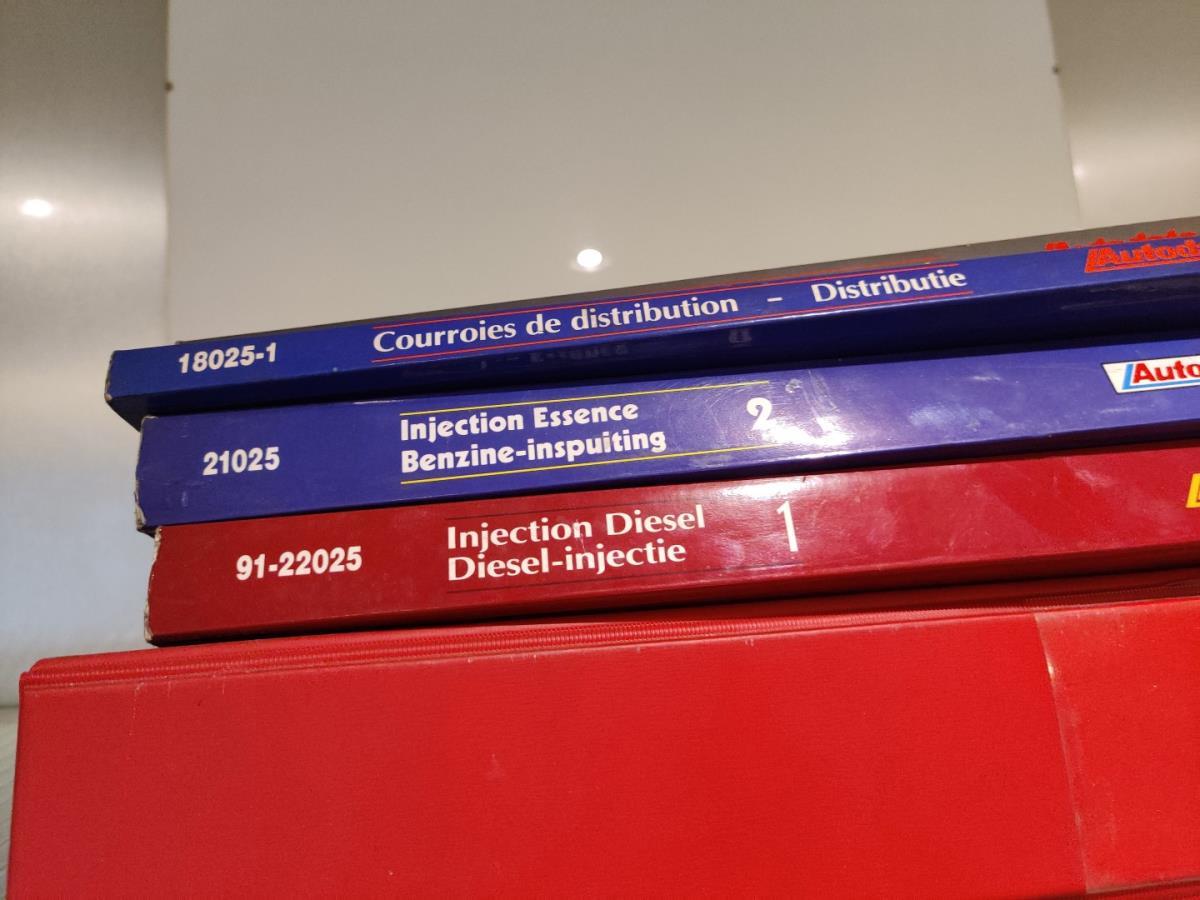 18025-1
Courroies de distribution - Distributie
21025
Injection Essence
Benzine-inspuiting
2
91-22025
Injection Diesel
Diesel-injectie
1